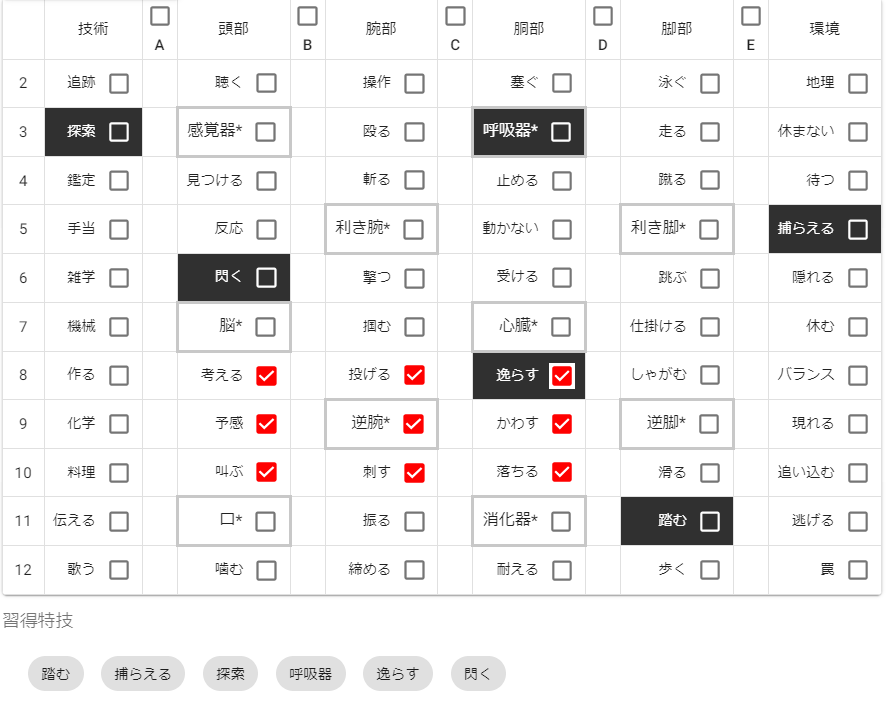 技術 A 頭部 B 腕部 C 胴部 D 脚部 E 環境
2 追跡 聴く 操作 塞ぐ 泳ぐ 地理
3 探索 感覚器* 殴る 呼吸器* 走る 休まない
4 鑑定 見つける 斬る 止める 蹴る 待つ
5 手当 反応 利き腕* 動かない 利き脚* 捕らえる
6 雑学 閃く 撃つ 受ける 跳ぶ 隠れる
7 機械 脳* 掴む 心臓* 仕掛ける 休む
8 作る 考える 投げる 逸らす しゃがむ バランス
9 化学 予感 逆腕* かわす 逆脚* 現れる
10 料理 叫ぶ 刺す 落ちる 滑る 追い込む
11 伝える 口* 振る 消化器* 踏む 逃げる
12 歌う 噛む 締める 耐える 歩く 罠
習得特技
踏む 捕らえる 探索 呼吸器 逸らす 閃く